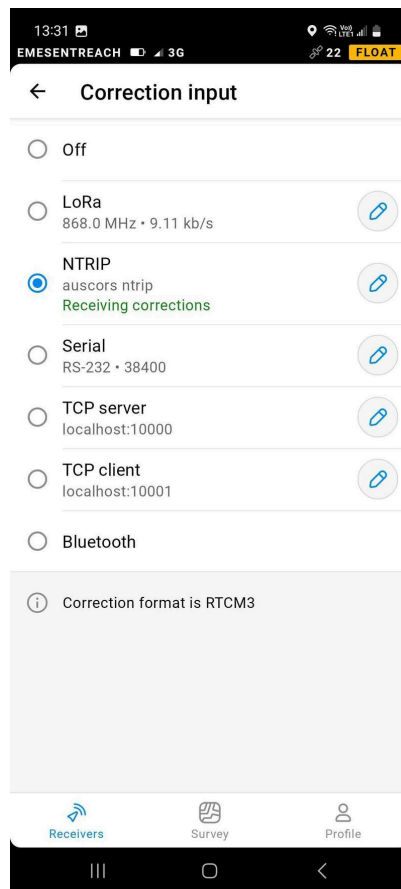 13:31
Vo)) LTE1
EMESENTREACH 3G 22 FLOAT
Correction input
Off
LoRa
868.0 MHz • 9.11 kb/s
NTRIP
auscors ntrip
Receiving corrections
Serial
RS-232 • 38400
TCP server
localhost:10000
TCP client
localhost:10001
Bluetooth
Correction format is RTCM3
Receivers Survey Profile